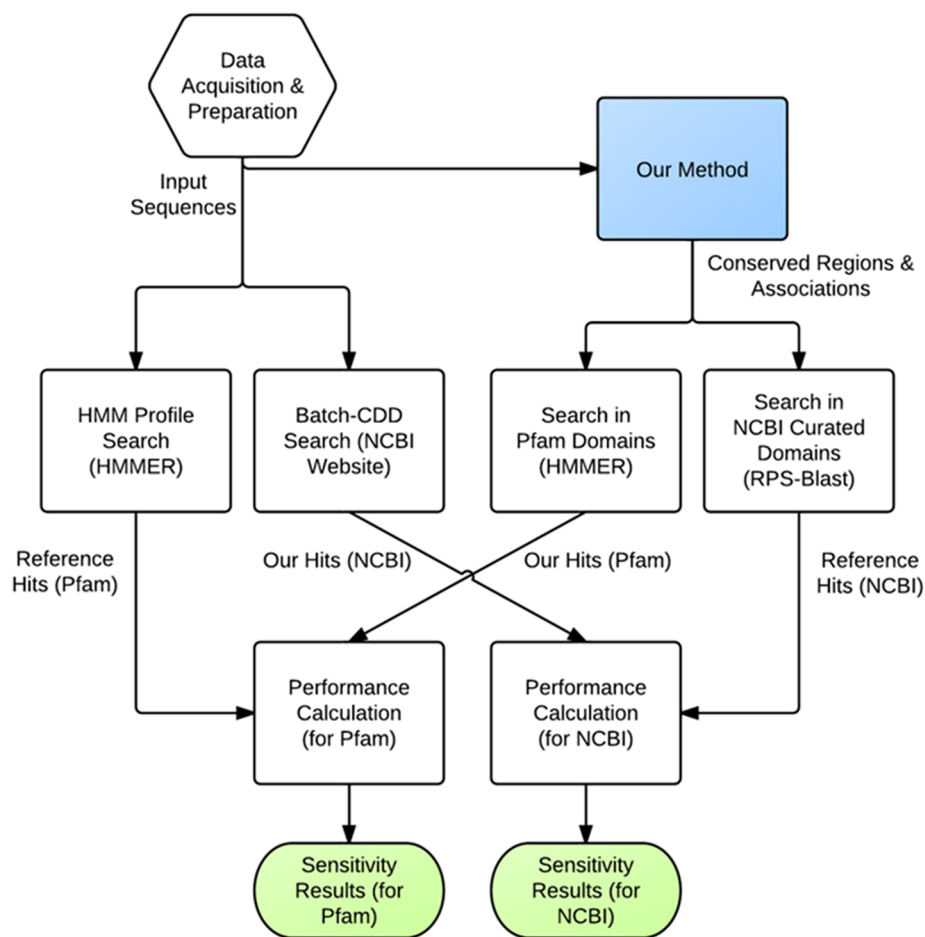 Data
Acquisition &
Preparation
Our Method
Input
Sequences
Conserved Regions &
Associations
HMM Profile
Search
(HMMER)
Batch-CDD
Search (NCBI
Website)
Search in
Pfam Domains
(HMMER)
Search in
NCBI Curated
Domains
(RPS-Blast)
Reference
Hits (Pfam)
Our Hits (NCBI)
Our Hits (Pfam)
Reference
Hits (NCBI)
Performance
Calculation
(for Pfam)
Performance
Calculation
(for NCBI)
Sensitivity
Results (for
Pfam)
Sensitivity
Results (for
NCBI)